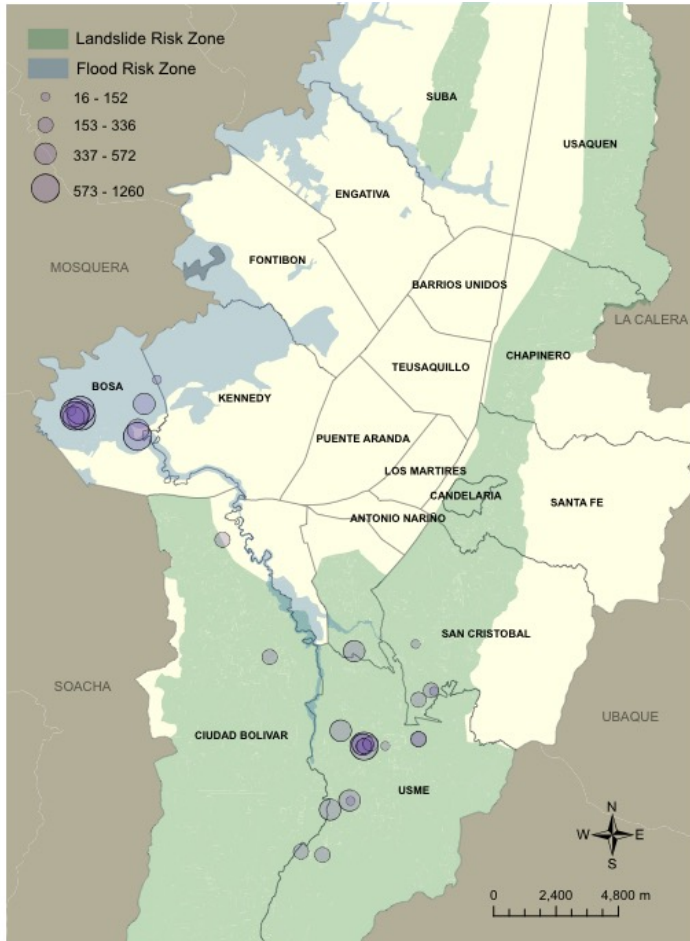 Landslide Risk Zone
Flood Risk Zone
16 - 152
153 - 336
337 - 572
573 - 1260
SUBA
USAQUEN
ENGATIVA
FONTIBON
MOSQUERA
BARRIOS UNIDOS
LA CALERA
CHAPINERO
TEUSAQUILLO
BOSA
KENNEDY
PUENTE ARANDA
LOS MARTIRES
CANDELARIA
SANTA FE
ANTONIO NARIÑO
SAN CRISTOBAL
SOACHA
UBAQUE
CIUDAD BOLIVAR
USME
N
W
E
S
0 2,400 4,800 m